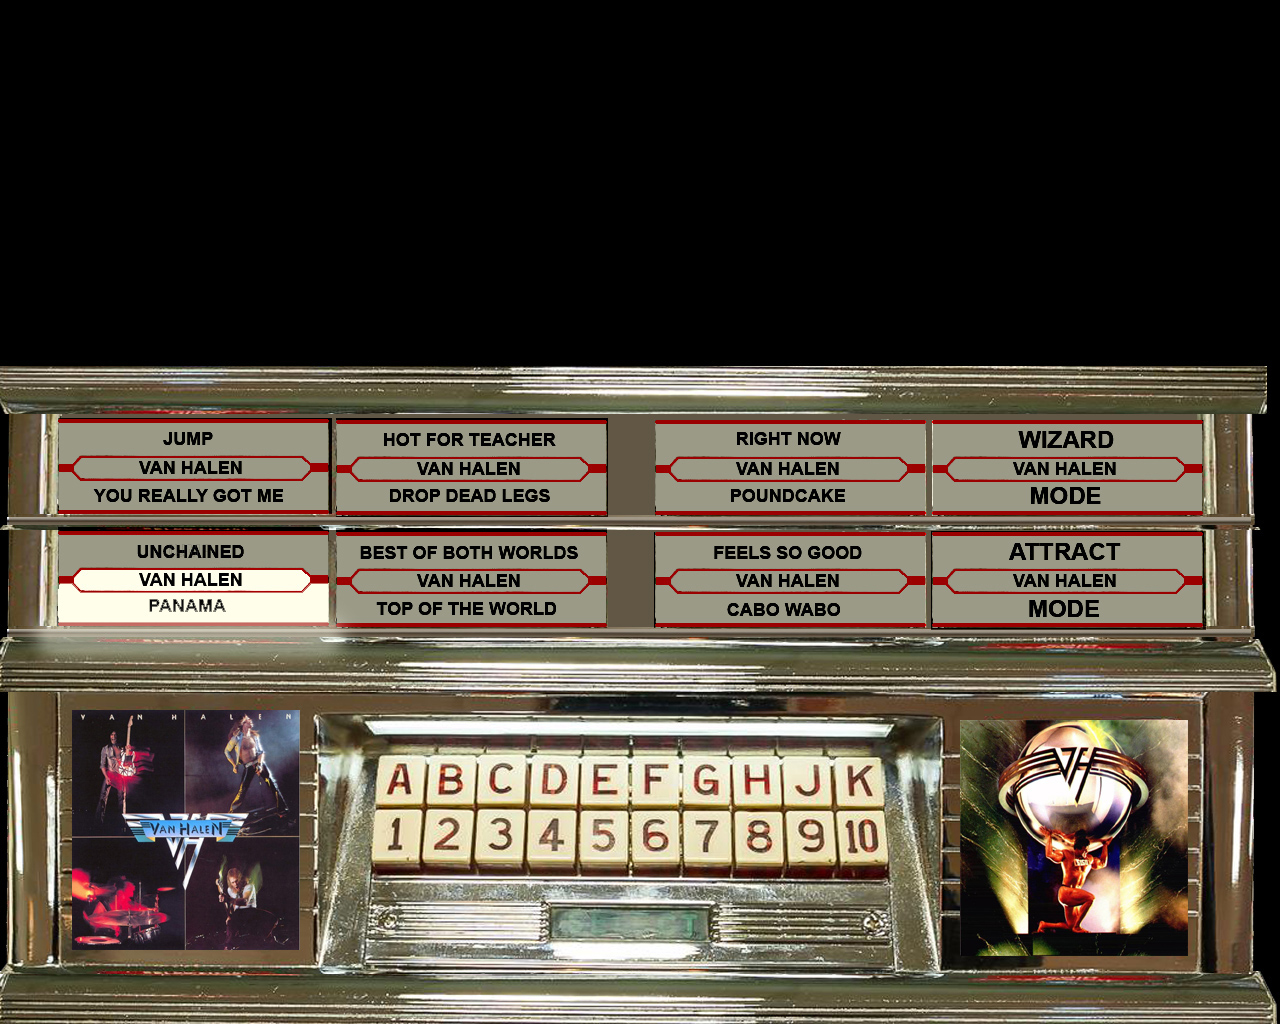 JUMP
VAN HALEN
YOU REALLY GOT ME
HOT FOR TEACHER
VAN HALEN
DROP DEAD LEGS
RIGHT NOW
VAN HALEN
POUNDCAKE
WIZARD
VAN HALEN
MODE
UNCHAINED
VAN HALEN
PANAMA
BEST OF BOTH WORLDS
VAN HALEN
TOP OF THE WORLD
FEELS SO GOOD
VAN HALEN
CABO WABO
ATTRACT
VAN HALEN
MODE
VAN HALEN
VAN HALEN
A B C D E F G H J K
1 2 3 4 5 6 7 8 9 10
VH